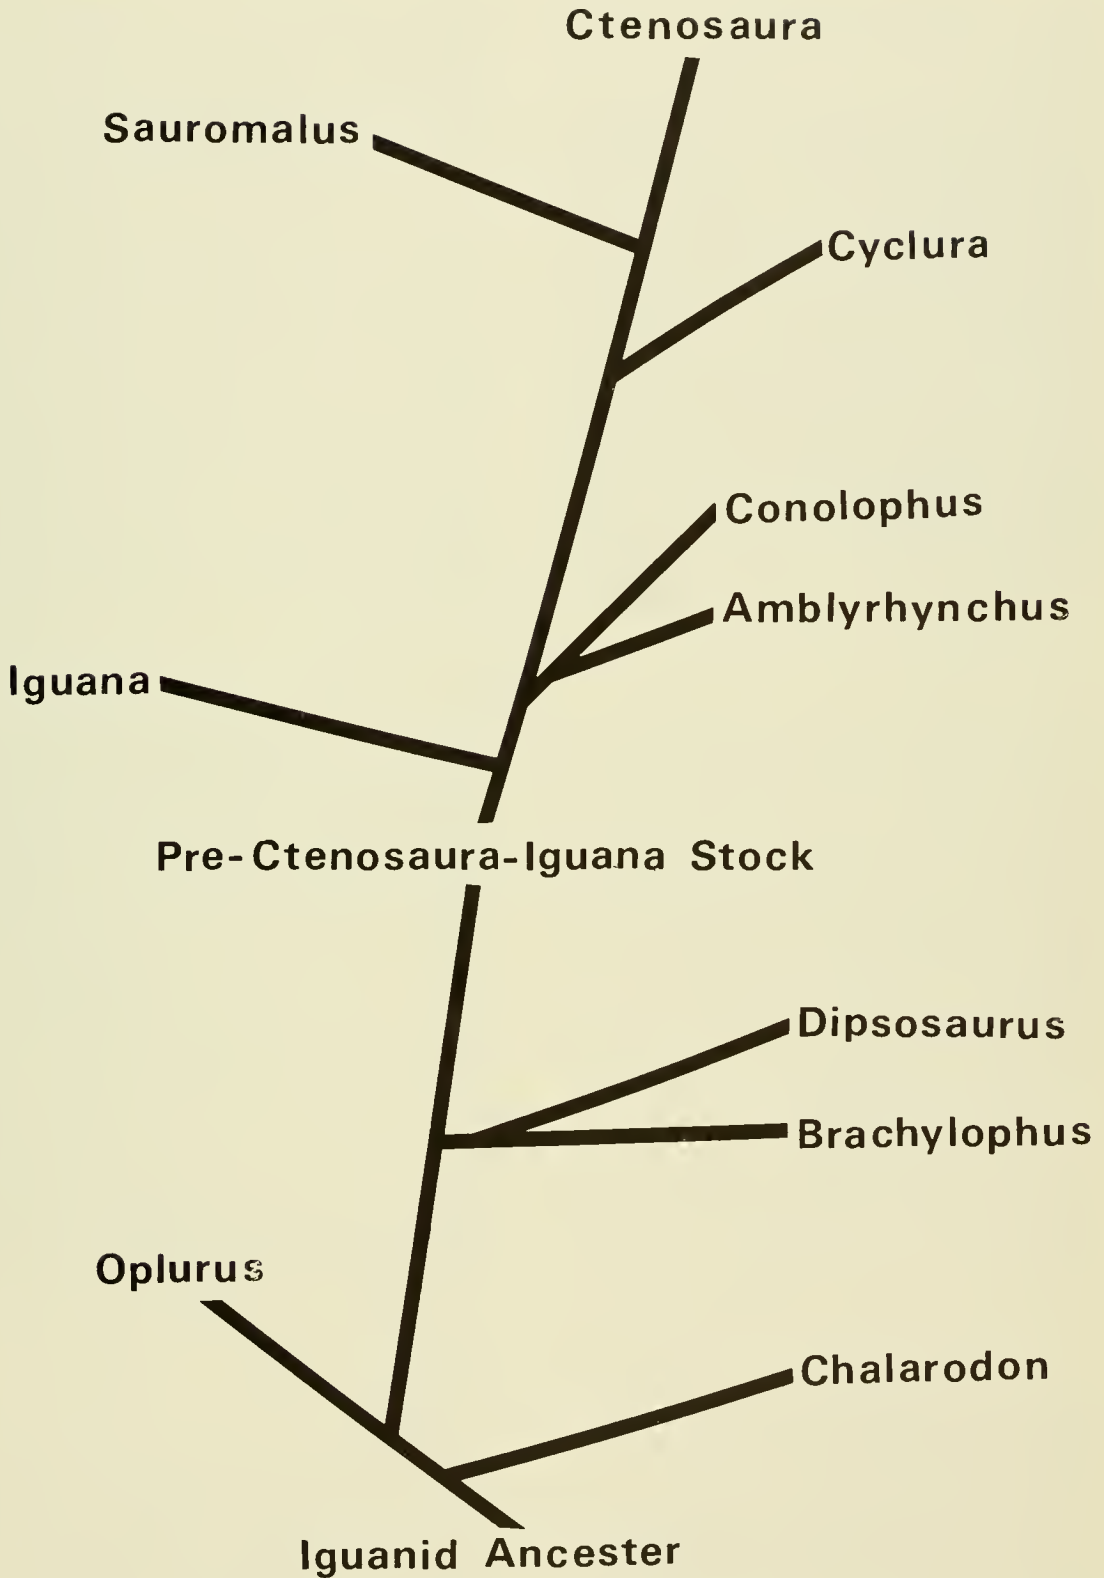 Ctenosaura
Sauromalus
Cyclura
Conolophus
Amblyrhynchus
Iguana
Pre-Ctenosaura-Iguana Stock
Dipsosaurus
Brachylophus
Oplurus
Chalarodon
Iguanid Ancester